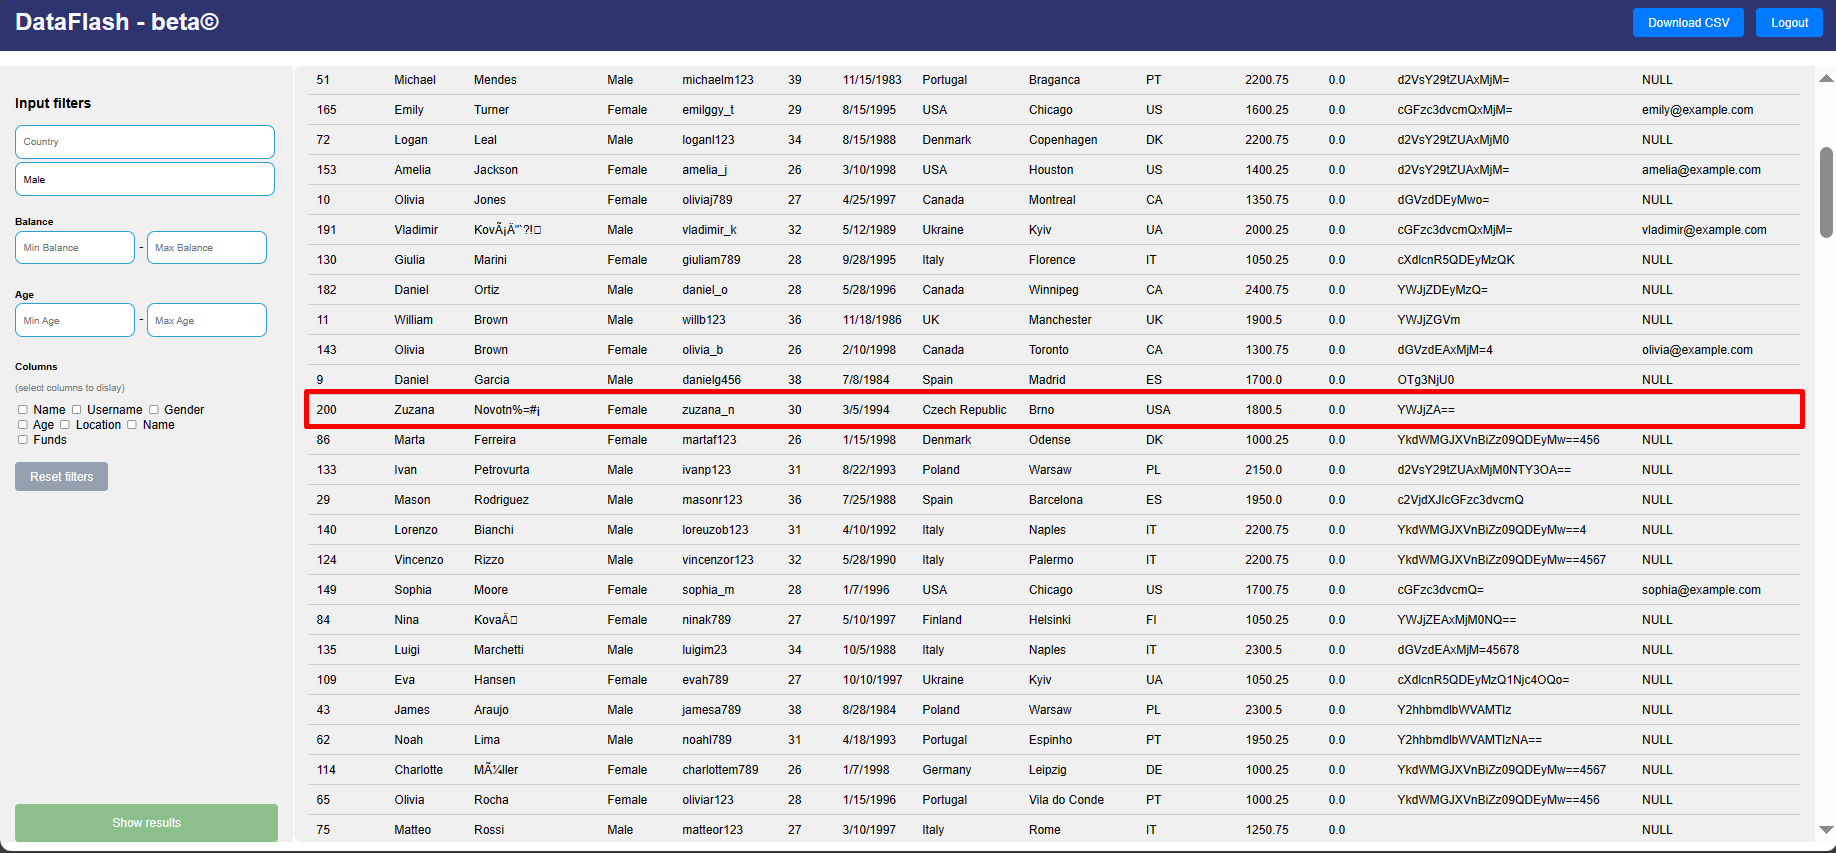 DataFlash - beta©
Download CSV
Logout
Input filters
Country
Male
Balance
Min Balance - Max Balance
Age
Min Age - Max Age
Columns
(select columns to dislay)
Name Username Gender
Age Location Name
Funds
Reset filters
Show results
51 Michael Mendes Male michaelm123 39 11/15/1983 Portugal Braganca PT 2200.75 0.0 d2VsY29tZUAxMjM= NULL
165 Emily Turner Female emilggy_t 29 8/15/1995 USA Chicago US 1600.25 0.0 cGFzc3dvcmQxMjM= emily@example.com
72 Logan Leal Male loganl123 34 8/15/1988 Denmark Copenhagen DK 2200.75 0.0 d2VsY29tZUAxMjM0 NULL
153 Amelia Jackson Female amelia_j 26 3/10/1998 USA Houston US 1400.25 0.0 d2VsY29tZUAxMjM= amelia@example.com
10 Olivia Jones Female oliviaj789 27 4/25/1997 Canada Montreal CA 1350.75 0.0 dGVzdDEyMwo= NULL
191 Vladimir KovÃ¡Ä"`?! Male vladimir_k 32 5/12/1989 Ukraine Kyiv UA 2000.25 0.0 cGFzc3dvcmQxMjM= vladimir@example.com
130 Giulia Marini Female giuliam789 28 9/28/1995 Italy Florence IT 1050.25 0.0 cXdlcnR5QDEyMzQK NULL
182 Daniel Ortiz Male daniel_o 28 5/28/1996 Canada Winnipeg CA 2400.75 0.0 YWJjZDEyMzQ= NULL
11 William Brown Male willb123 36 11/18/1986 UK Manchester UK 1900.5 0.0 YWJjZGVm NULL
143 Olivia Brown Female olivia_b 26 2/10/1998 Canada Toronto CA 1300.75 0.0 dGVzdEAxMjM=4 olivia@example.com
9 Daniel Garcia Male danielg456 38 7/8/1984 Spain Madrid ES 1700.0 0.0 OTg3NjU0 NULL
200 Zuzana Novotn%=#¡ Female zuzana_n 30 3/5/1994 Czech Republic Brno USA 1800.5 0.0 YWJjZA==
86 Marta Ferreira Female martaf123 26 1/15/1998 Denmark Odense DK 1000.25 0.0 YkdWMGJXVnBiZz09QDEyMw==456 NULL
133 Ivan Petrovurta Male ivanp123 31 8/22/1993 Poland Warsaw PL 2150.0 0.0 d2VsY29tZUAxMjM0NTY3OA== NULL
29 Mason Rodriguez Male masonr123 36 7/25/1988 Spain Barcelona ES 1950.0 0.0 c2VjdXJlcGFzc3dvcmQ NULL
140 Lorenzo Bianchi Male loreuzob123 31 4/10/1992 Italy Naples IT 2200.75 0.0 YkdWMGJXVnBiZz09QDEyMw==4 NULL
124 Vincenzo Rizzo Male vincenzor123 32 5/28/1990 Italy Palermo IT 2200.75 0.0 YkdWMGJXVnBiZz09QDEyMw==4567 NULL
149 Sophia Moore Female sophia_m 28 1/7/1996 USA Chicago US 1700.75 0.0 cGFzc3dvcmQ= sophia@example.com
84 Nina KovaÄ Female ninak789 27 5/10/1997 Finland Helsinki FI 1050.25 0.0 YWJjZEAxMjM0NQ== NULL
135 Luigi Marchetti Male luigim23 34 10/5/1988 Italy Naples IT 2300.5 0.0 dGVzdEAxMjM=45678 NULL
109 Eva Hansen Female evah789 27 10/10/1997 Ukraine Kyiv UA 1050.25 0.0 cXdlcnR5QDEyMzQ1Njc4OQo= NULL
43 James Araujo Male jamesa789 38 8/28/1984 Poland Warsaw PL 2300.5 0.0 Y2hhbmdlbWVAMTIz NULL
62 Noah Lima Male noahl789 31 4/18/1993 Portugal Espinho PT 1950.25 0.0 Y2hhbmdlbWVAMTIzNA== NULL
114 Charlotte MÃ¼ller Female charlottem789 26 1/7/1998 Germany Leipzig DE 1000.25 0.0 YkdWMGJXVnBiZz09QDEyMw==4567 NULL
65 Olivia Rocha Female oliviar123 28 1/15/1996 Portugal Vila do Conde PT 1000.25 0.0 YkdWMGJXVnBiZz09QDEyMw==456 NULL
75 Matteo Rossi Male matteor123 27 3/10/1997 Italy Rome IT 1250.75 0.0 NULL